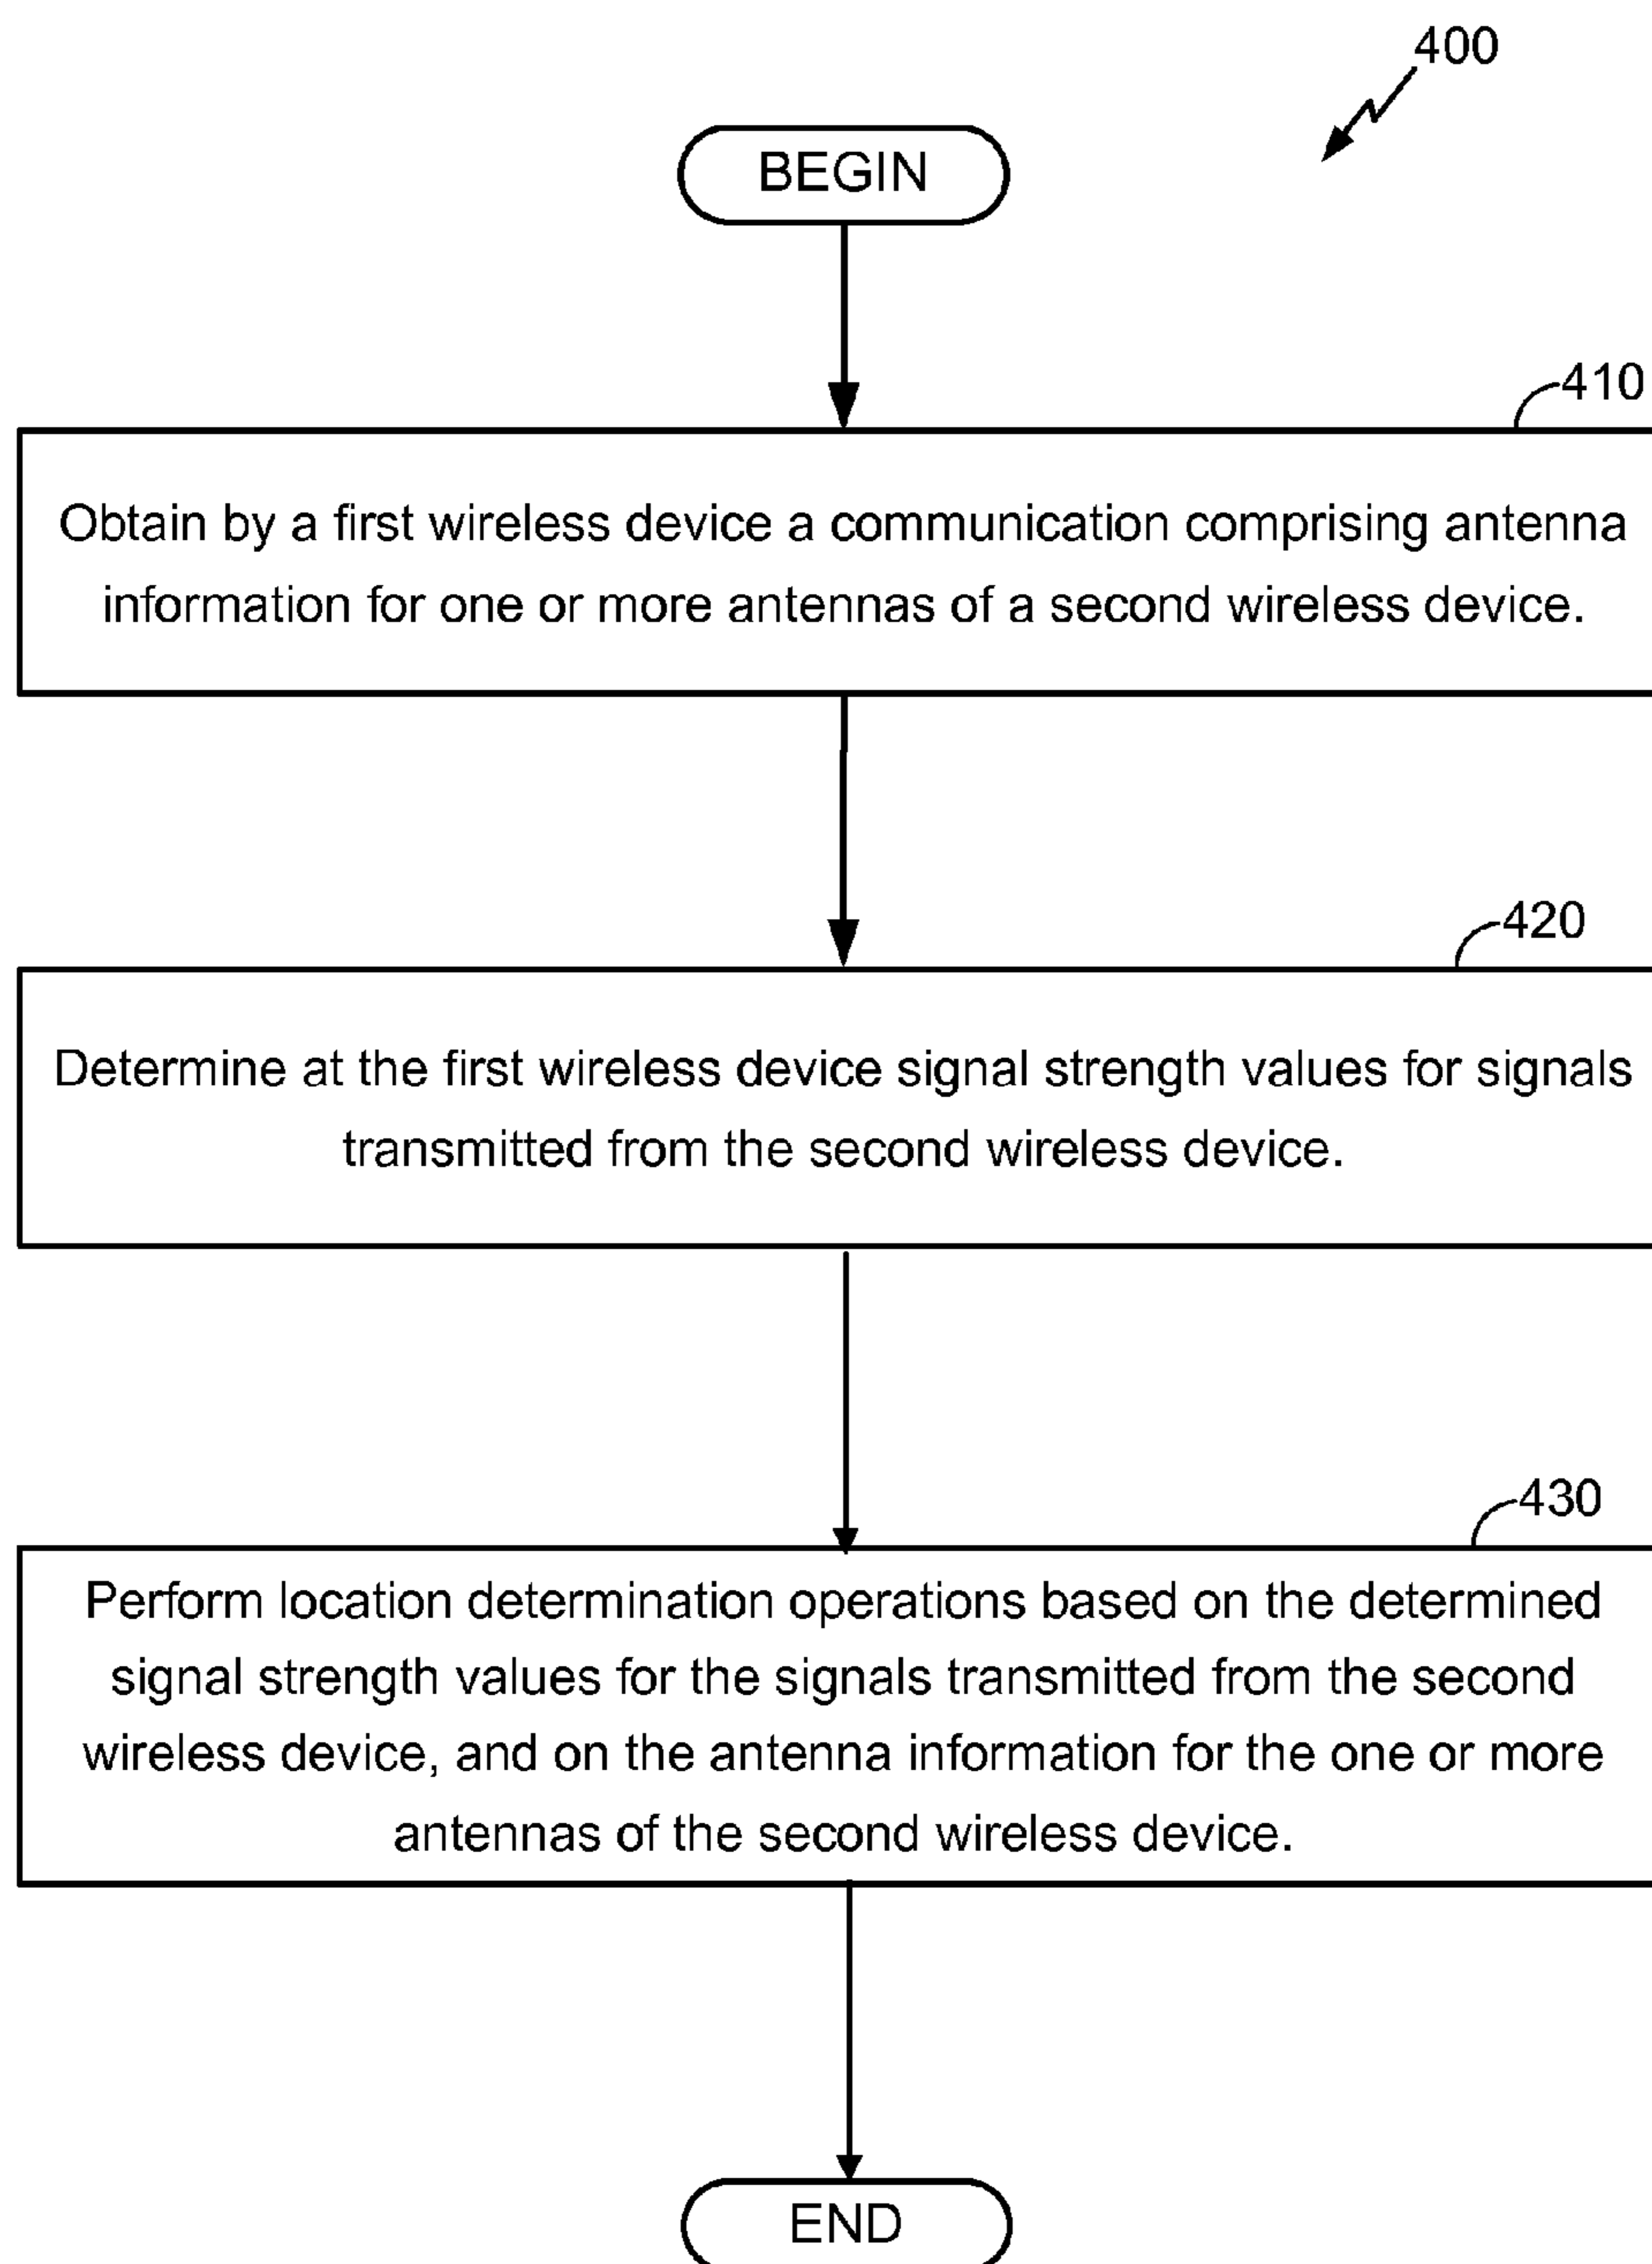 400
BEGIN
410
Obtain by a first wireless device a communication comprising antenna
information for one or more antennas of a second wireless device.
420
Determine at the first wireless device signal strength values for signals
transmitted from the second wireless device.
430
Perform location determination operations based on the determined
signal strength values for the signals transmitted from the second
wireless device, and on the antenna information for the one or more
antennas of the second wireless device.
END